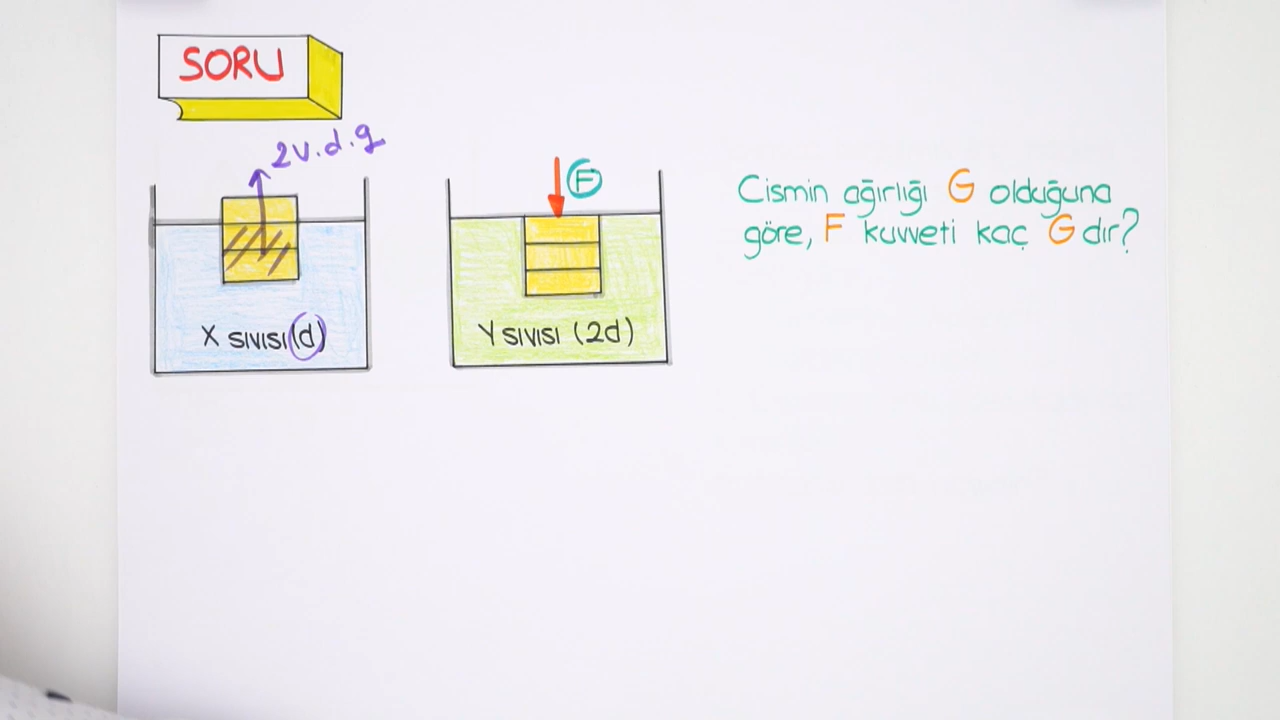 SORU
2V.d.g
F
Cismin ağırlığı G olduğuna
göre, F kuvveti kaç G dır?
X sıvısı(d)
Y sıvısı (2d)